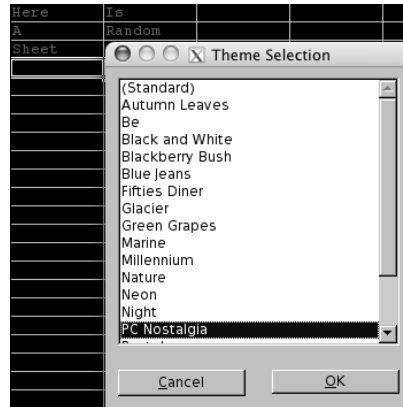 Here Is
A Random
Sheet
Theme Selection
(Standard)
Autumn Leaves
Be
Black and White
Blackberry Bush
Blue Jeans
Fifties Diner
Glacier
Green Grapes
Marine
Millennium
Nature
Neon
Night
PC Nostalgia
Cancel OK